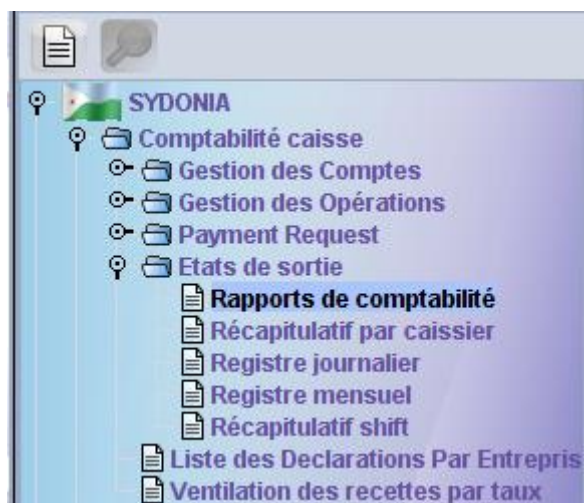 SYDONIA
Comptabilité caisse
Gestion des Comptes
Gestion des Opérations
Payment Request
Etats de sortie
Rapports de comptabilité
Récapitulatif par caissier
Registre journalier
Registre mensuel
Récapitulatif shift
Liste des Declarations Par Entrepris
Ventilation des recettes par taux